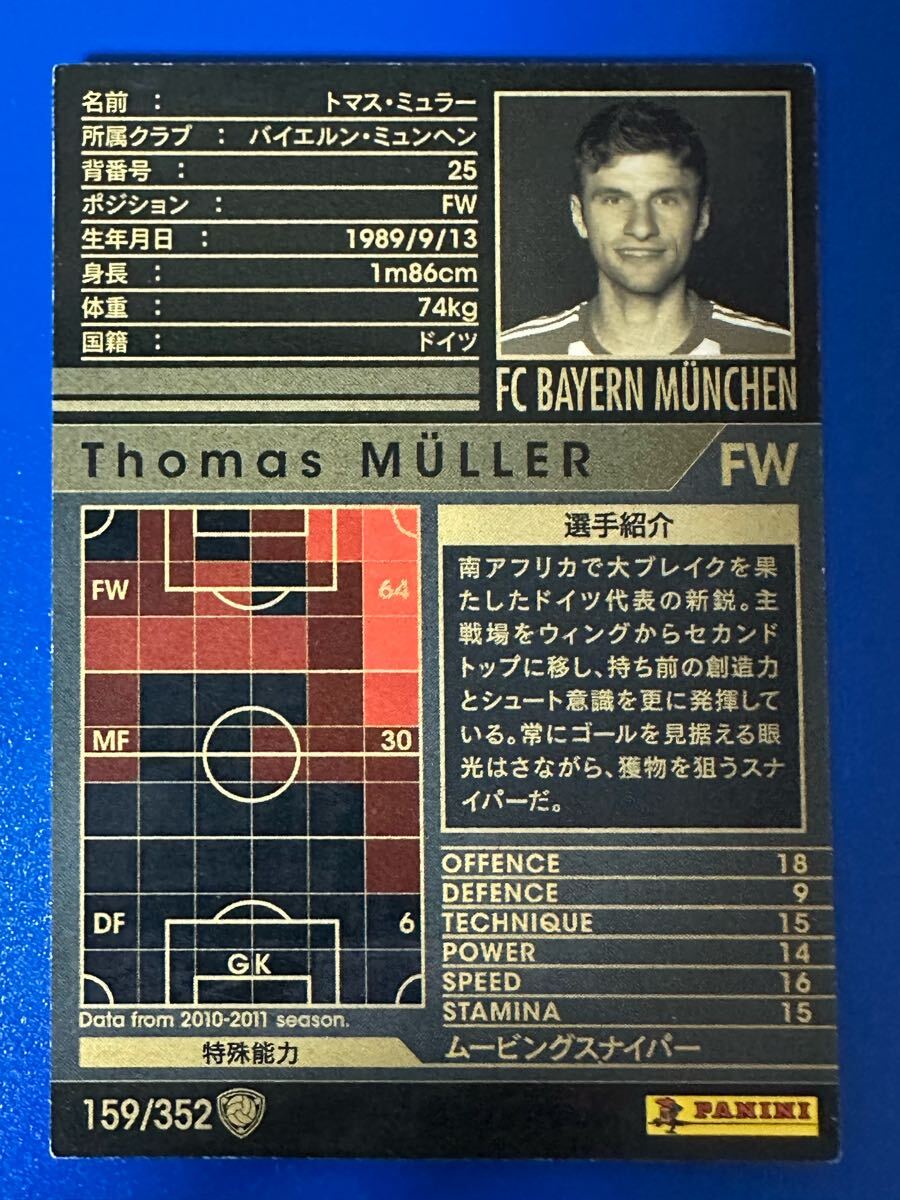 名前 : トマス・ミュラー
所属クラブ : バイエルン・ミュンヘン
背番号 : 25
ポジション : FW
生年月日 : 1989/9/13
身長 : 1m86cm
体重 : 74kg
国籍 : ドイツ
FC BAYERN MÜNCHEN
Thomas MÜLLER FW
FW 64
MF 30
DF 6
GK
Data from 2010-2011 season.
選手紹介
南アフリカで大ブレイクを果
たしたドイツ代表の新鋭。主
戦場をウィングからセカンド
トップに移し、持ち前の創造力
とシュート意識を更に発揮して
いる。常にゴールを見据える眼
光はさながら、獲物を狙うスナ
イパーだ。
OFFENCE 18
DEFENCE 9
TECHNIQUE 15
POWER 14
SPEED 16
STAMINA 15
特殊能力 ムービングスナイパー
159/352
PANINI